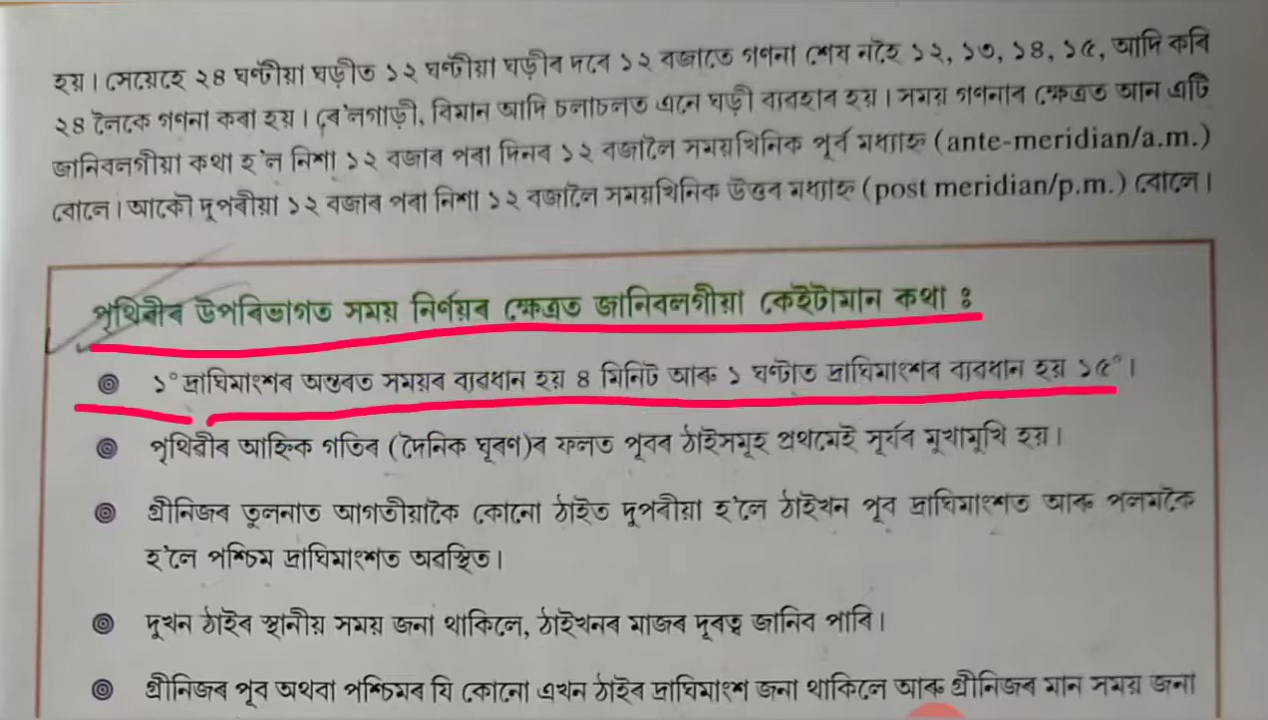 হয়। সেয়েহে ২৪ ঘণ্টীয়া ঘড়ীত ১২ ঘণ্টীয়া ঘড়ীৰ দৰে ১২ বজাতে গণনা শেষ নহৈ ১২, ১৩, ১৪, ১৫, আদি কৰি
২৪ লৈকে গণনা কৰা হয়। ৰে'লগাড়ী, বিমান আদি চলাচলত এনে ঘড়ী ব্যৱহাৰ হয়। সময় গণনাৰ ক্ষেত্ৰত আন এটি
জানিবলগীয়া কথা হ'ল নিশা ১২ বজাৰ পৰা দিনৰ ১২ বজালৈ সময়খিনিক পূৰ্ব মধ্যাহ্ন (ante-meridian/a.m.)
বোলে। আকৌ দুপৰীয়া ১২ বজাৰ পৰা নিশা ১২ বজালৈ সময়খিনিক উত্তৰ মধ্যাহ্ন (post meridian/p.m.) বোলে।
পৃথিৱীৰ উপৰিভাগত সময় নিৰ্ণয়ৰ ক্ষেত্ৰত জানিবলগীয়া কেইটামান কথা :
১° দ্ৰাঘিমাংশৰ অন্তৰত সময়ৰ ব্যৱধান হয় ৪ মিনিট আৰু ১ ঘণ্টাত দ্ৰাঘিমাংশৰ ব্যৱধান হয় ১৫°।
পৃথিৱীৰ আহ্নিক গতিৰ (দৈনিক ঘূৰণ)ৰ ফলত পূবৰ ঠাইসমূহ প্ৰথমেই সূৰ্যৰ মুখামুখি হয়।
গ্ৰীনিজৰ তুলনাত আগতীয়াকৈ কোনো ঠাইত দুপৰীয়া হ'লে ঠাইখন পূব দ্ৰাঘিমাংশত আৰু পলমকৈ
হ'লে পশ্চিম দ্ৰাঘিমাংশত অৱস্থিত।
দুখন ঠাইৰ স্থানীয় সময় জনা থাকিলে, ঠাইখনৰ মাজৰ দূৰত্ব জানিব পাৰি।
গ্ৰীনিজৰ পূব অথবা পশ্চিমৰ যি কোনো এখন ঠাইৰ দ্ৰাঘিমাংশ জনা থাকিলে আৰু গ্ৰীনিজৰ মান সময় জনা